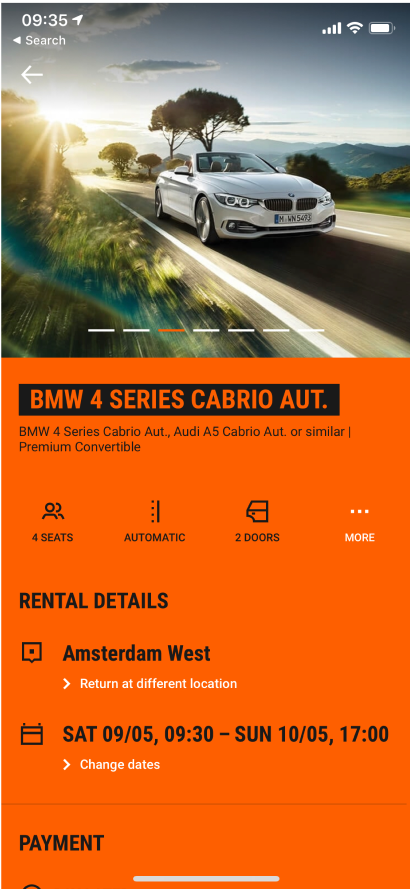 09:35
◀ Search
M·WN5493
BMW 4 SERIES CABRIO AUT.
BMW 4 Series Cabrio Aut., Audi A5 Cabrio Aut. or similar |
Premium Convertible
4 SEATS
AUTOMATIC
2 DOORS
MORE
RENTAL DETAILS
Amsterdam West
Return at different location
SAT 09/05, 09:30 – SUN 10/05, 17:00
Change dates
PAYMENT